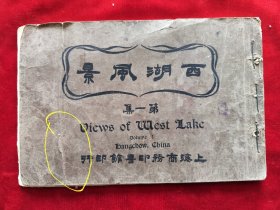 西湖風景
第一集
Views of West Lake
Volume I
Hangchow, China
上海商務印書館印行